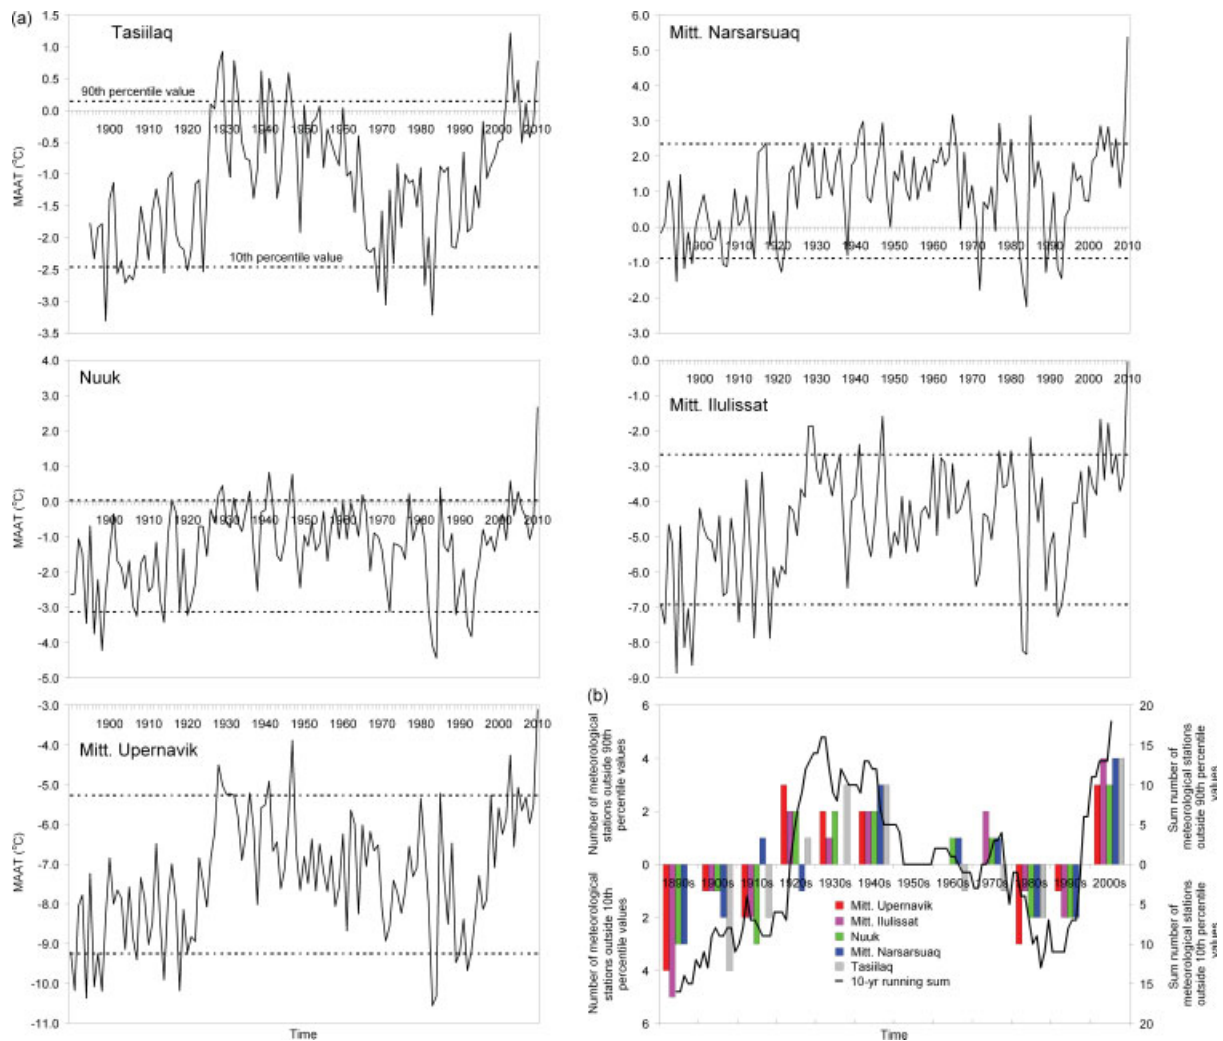 (a)
Tasiilaq
MAAT (°C)
1.5
1.0
0.5
0.0
-0.5
-1.0
-1.5
-2.0
-2.5
-3.0
-3.5
90th percentile value
10th percentile value
1900 1910 1920 1930 1940 1950 1960 1970 1980 1990 2000 2010
Mitt. Narsarsuaq
6.0
5.0
4.0
3.0
2.0
1.0
0.0
-1.0
-2.0
-3.0
1900 1910 1920 1930 1940 1950 1960 1970 1980 1990 2000 2010
Nuuk
MAAT (°C)
4.0
3.0
2.0
1.0
0.0
-1.0
-2.0
-3.0
-4.0
-5.0
1900 1910 1920 1930 1940 1950 1960 1970 1980 1990 2000 2010
Mitt. Ilulissat
0.0
-1.0
-2.0
-3.0
-4.0
-5.0
-6.0
-7.0
-8.0
-9.0
1900 1910 1920 1930 1940 1950 1960 1970 1980 1990 2000 2010
Mitt. Upernavik
MAAT (°C)
-3.0
-4.0
-5.0
-6.0
-7.0
-8.0
-9.0
-10.0
-11.0
1900 1910 1920 1930 1940 1950 1960 1970 1980 1990 2000 2010
Time
(b)
Number of meteorological
stations outside 90th
percentile values
Number of meteorological
stations outside 10th
percentile values
6
4
2
0
2
4
6
1890s 1900s 1910s 1920s 1930s 1940s 1950s 1960s 1970s 1980s 1990s 2000s
Mitt. Upernavik
Mitt. Ilulissat
Nuuk
Mitt. Narsarsuaq
Tasiilaq
10-yr running sum
20
15
10
5
0
5
10
15
20
Sum number of
meteorological stations
outside 90th percentile
values
Sum number of
meteorological stations
outside 10th percentile
values
Time